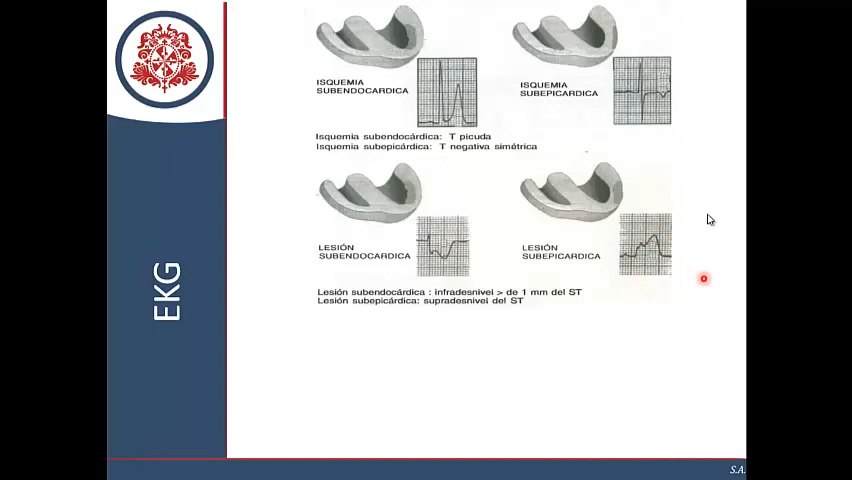 EKG
ISQUEMIA
SUBENDOCARDICA
ISQUEMIA
SUBEPICARDICA
Isquemia subendocárdica: T picuda
Isquemia subepicárdica: T negativa simétrica
LESIÓN
SUBENDOCARDICA
LESIÓN
SUBEPICARDICA
Lesión subendocárdica : infradesnivel > de 1 mm del ST
Lesión subepicárdica: supradesnivel del ST
S.A.